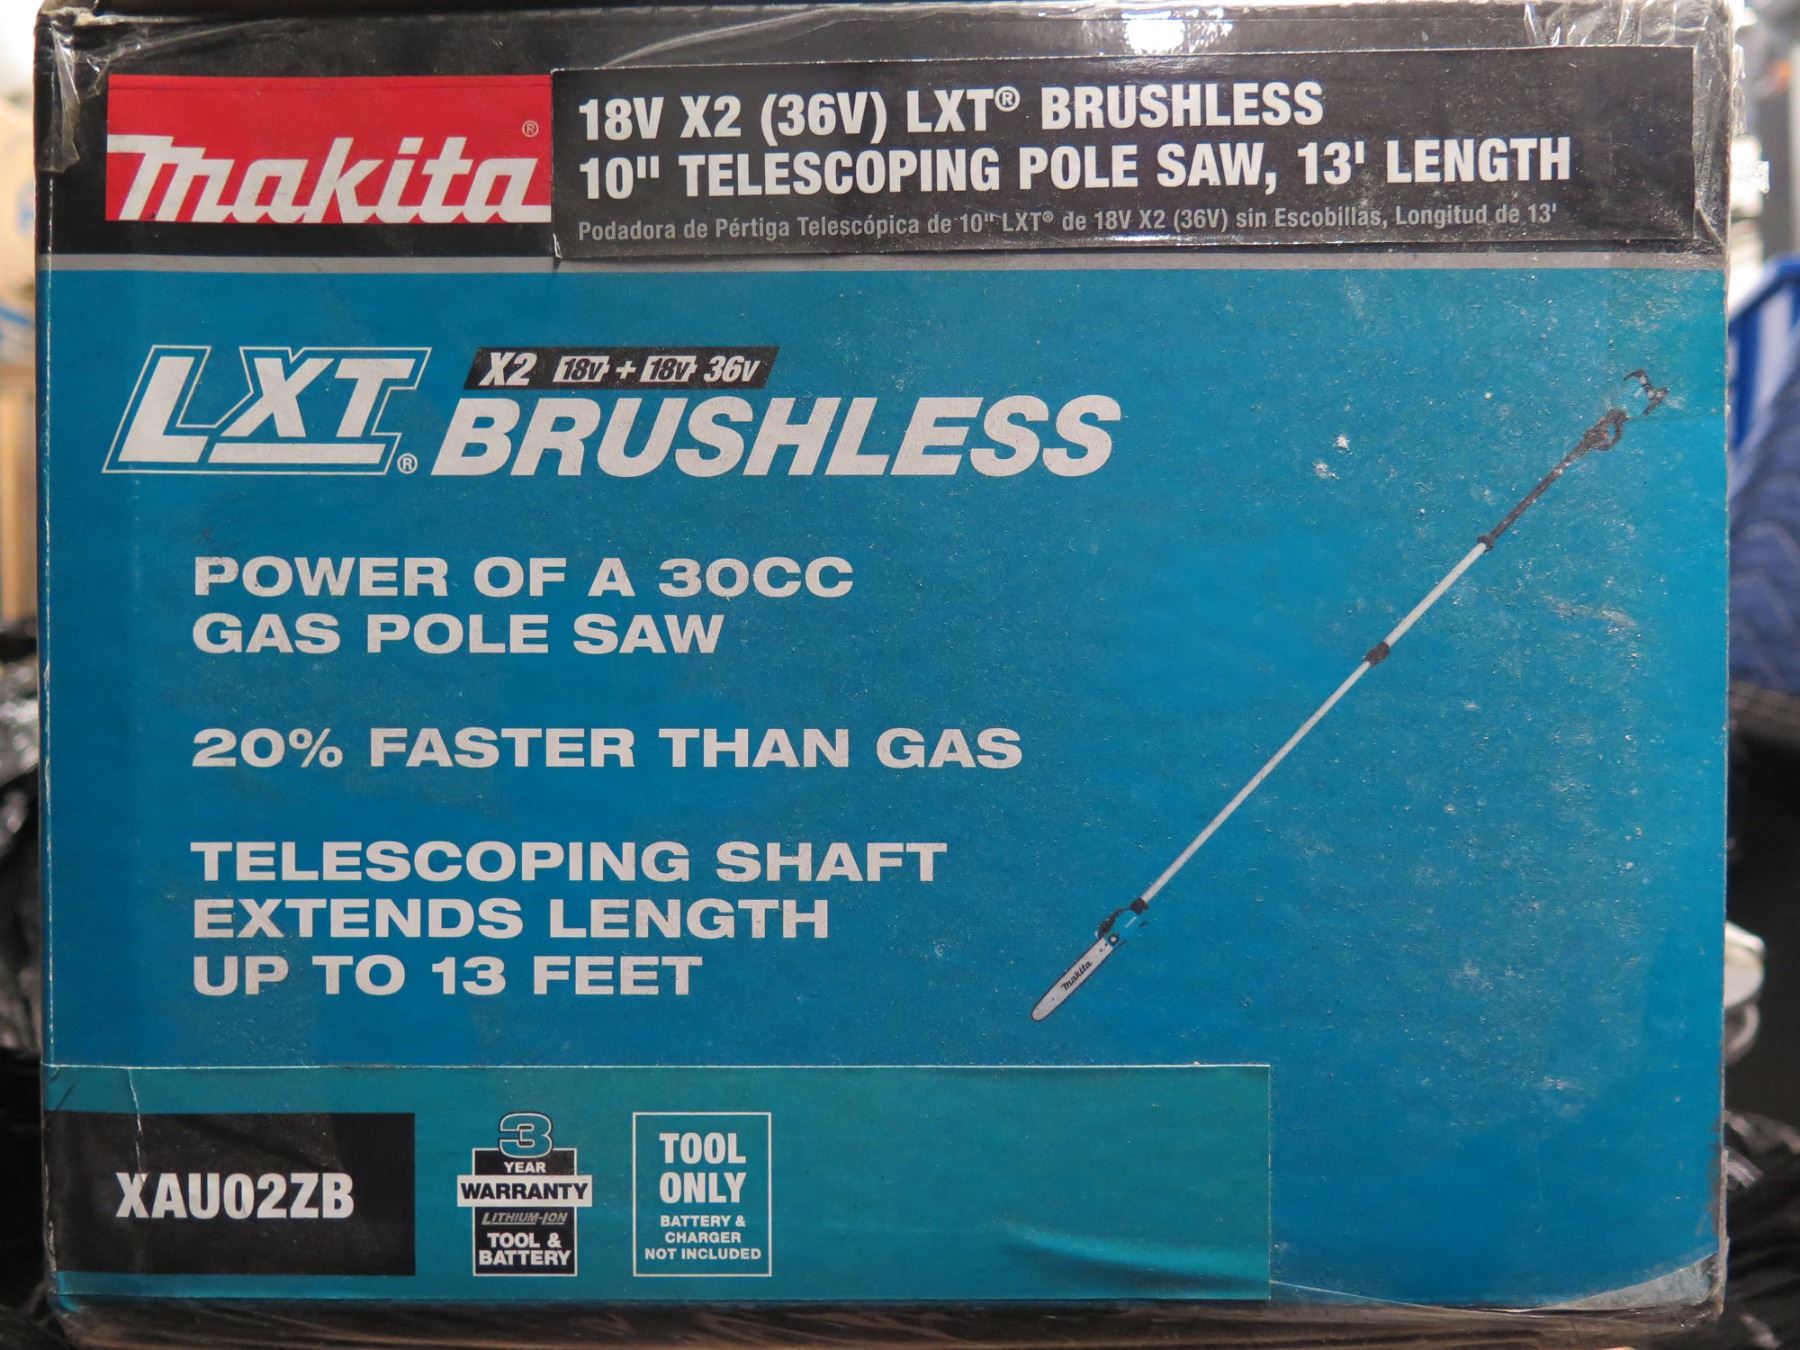 makita®
18V X2 (36V) LXT® BRUSHLESS
10" TELESCOPING POLE SAW, 13' LENGTH
Podadora de Pértiga Telescópica de 10" LXT® de 18V X2 (36V) sin Escobillas, Longitud de 13'
LXT® X2 18V + 18V 36V
BRUSHLESS
POWER OF A 30CC
GAS POLE SAW
20% FASTER THAN GAS
TELESCOPING SHAFT
EXTENDS LENGTH
UP TO 13 FEET
makita
XAU02ZB
3
YEAR
WARRANTY
LITHIUM-ION
TOOL &
BATTERY
TOOL
ONLY
BATTERY &
CHARGER
NOT INCLUDED